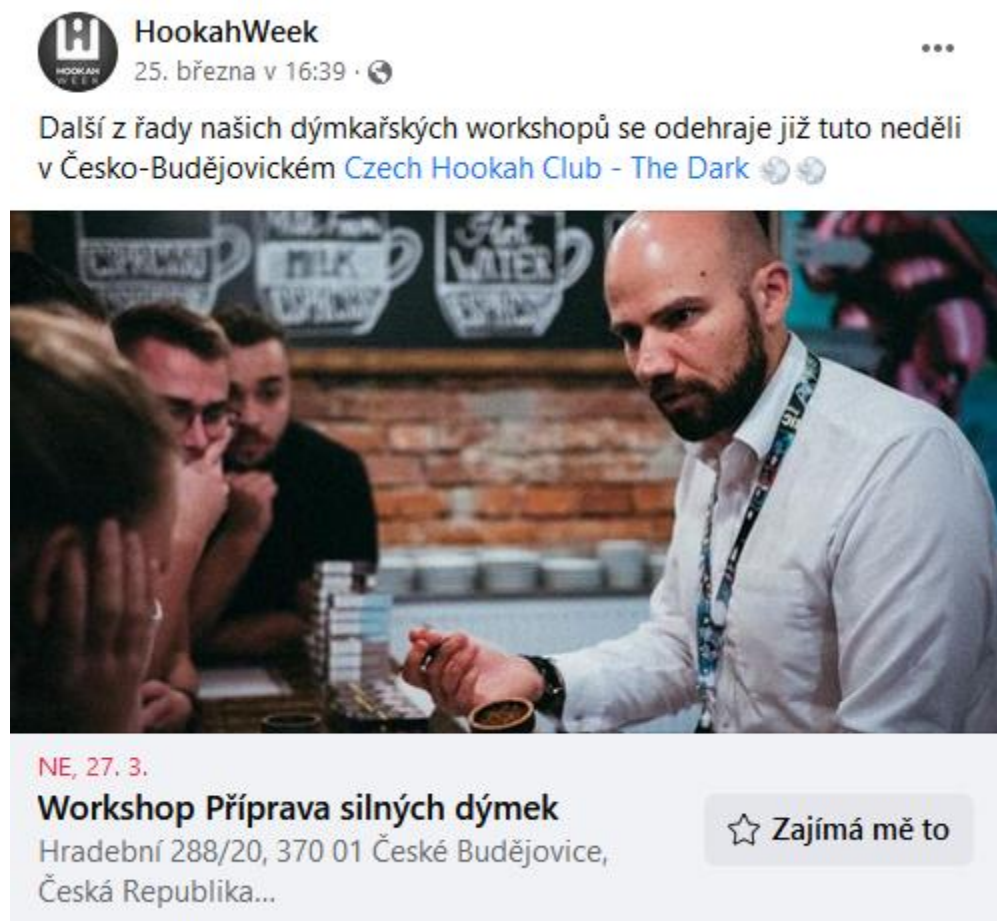 HookahWeek
25. března v 16:39 ·
HOOKAH
WEEK
Další z řady našich dýmkařských workshopů se odehraje již tuto neděli
v Česko-Budějovickém Czech Hookah Club - The Dark
MILK
WATER
NE, 27. 3.
Workshop Příprava silných dýmek
Hradební 288/20, 370 01 České Budějovice,
Česká Republika...
Zajímá mě to